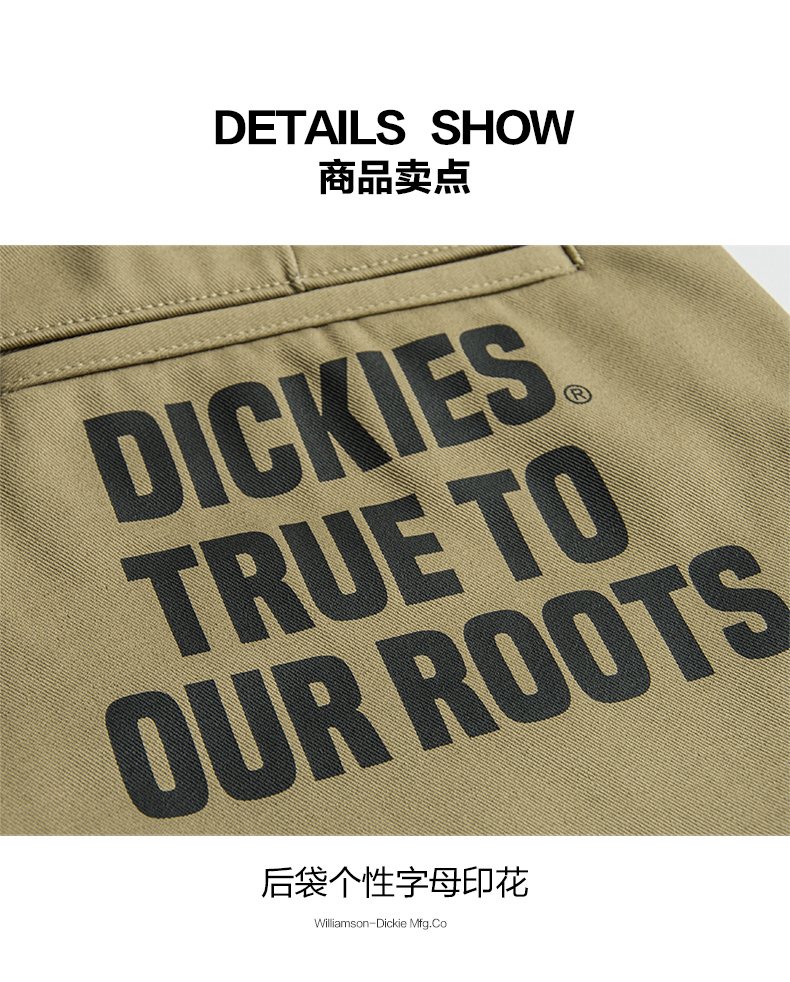 DETAILS SHOW
商品卖点
DICKIES®
TRUE TO
OUR ROOTS
后袋个性字母印花
Williamson-Dickie Mfg.Co